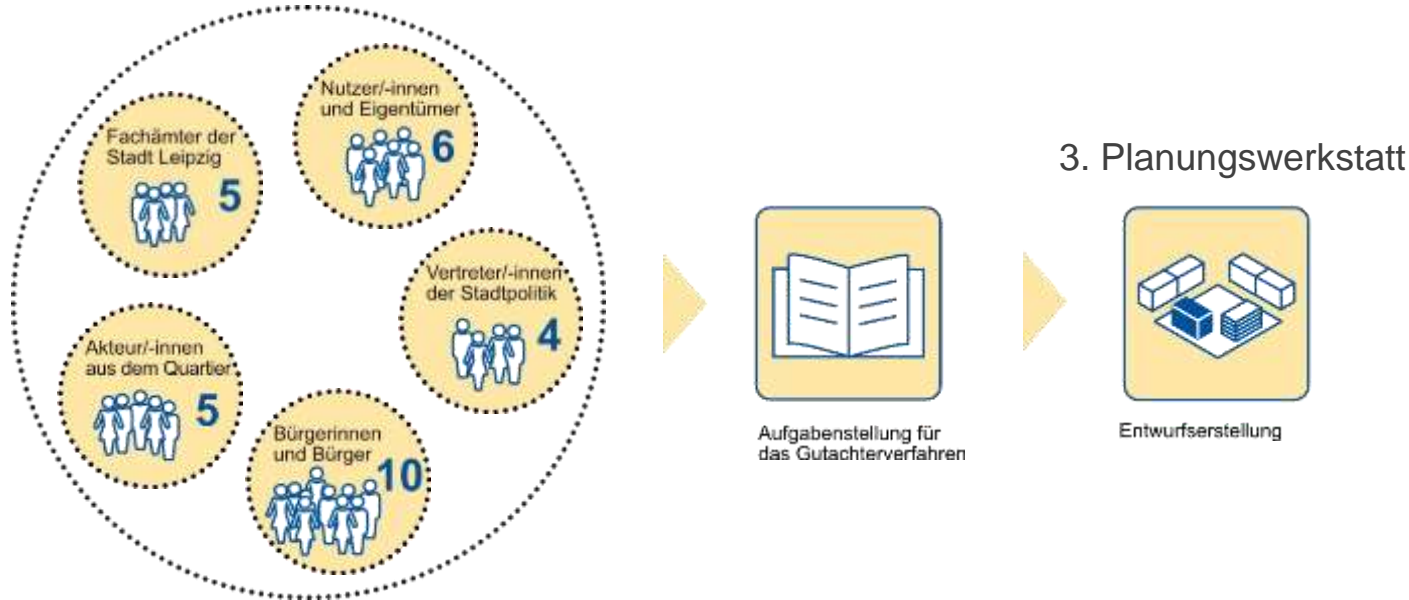 Nutzer/-innen
und Eigentümer
6
Fachämter der
Stadt Leipzig
5
Vertreter/-innen
der Stadtpolitik
4
Akteur/-innen
aus dem Quartier
5
Bürgerinnen
und Bürger
10
Aufgabenstellung für
das Gutachterverfahren
3. Planungswerkstatt
Entwurfserstellung